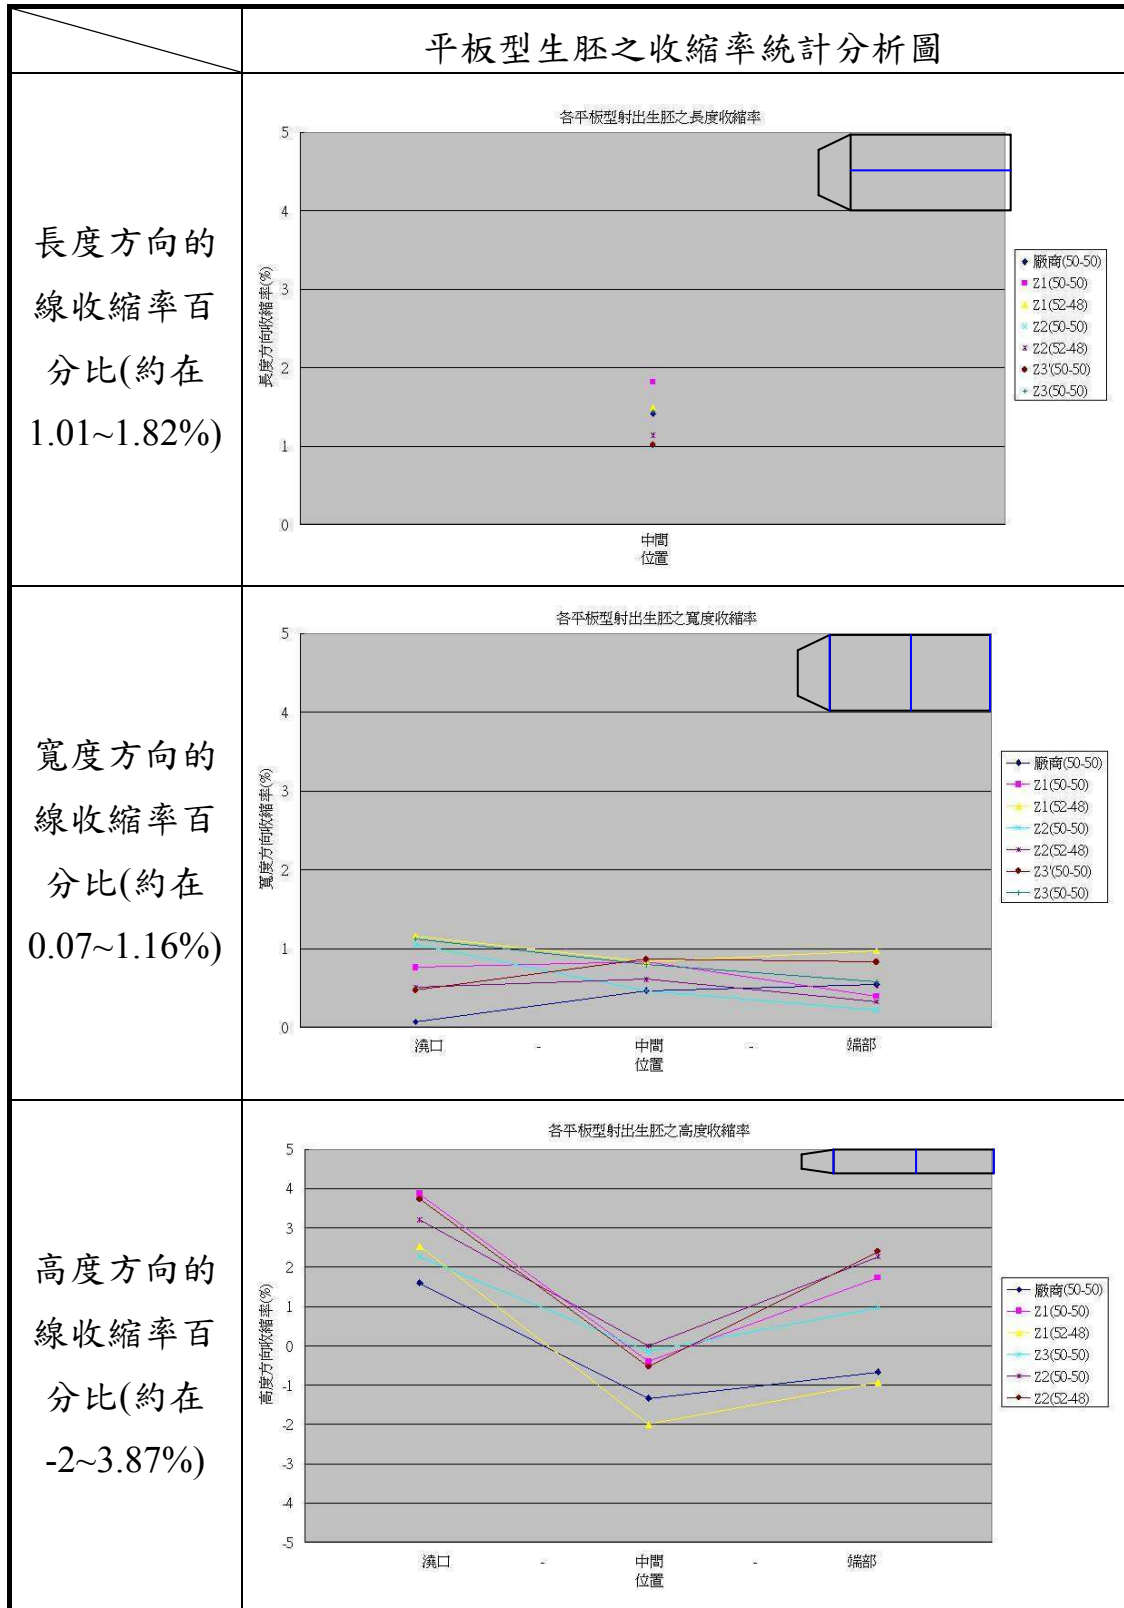 平板型生胚之收縮率統計分析圖
長度方向的
線收縮率百
分比(約在
1.01~1.82%)
各平板型射出生胚之長度收縮率
長度方向收縮率(%)
5
4
3
2
1
0
中間
位置
廠商(50-50)
Z1(50-50)
Z1(52-48)
Z2(50-50)
Z2(52-48)
Z3'(50-50)
Z3(50-50)
寬度方向的
線收縮率百
分比(約在
0.07~1.16%)
各平板型射出生胚之寬度收縮率
寬度方向收縮率(%)
5
4
3
2
1
0
澆口 - 中間 - 端部
位置
廠商(50-50)
Z1(50-50)
Z1(52-48)
Z2(50-50)
Z2(52-48)
Z3'(50-50)
Z3(50-50)
高度方向的
線收縮率百
分比(約在
-2~3.87%)
各平板型射出生胚之高度收縮率
高度方向收縮率(%)
5
4
3
2
1
0
-1
-2
-3
-4
-5
澆口 - 中間 - 端部
位置
廠商(50-50)
Z1(50-50)
Z1(52-48)
Z3(50-50)
Z2(50-50)
Z2(52-48)